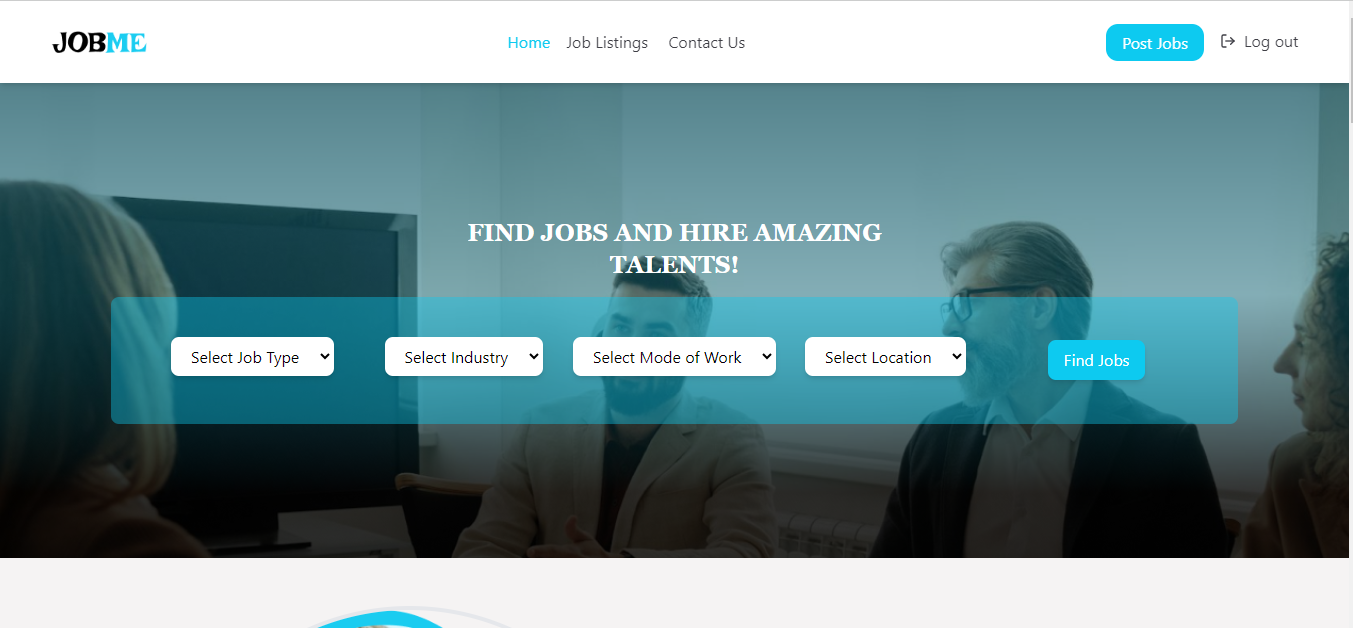 JOBME
Home Job Listings Contact Us
Post Jobs
Log out
FIND JOBS AND HIRE AMAZING
TALENTS!
Select Job Type
Select Industry
Select Mode of Work
Select Location
Find Jobs